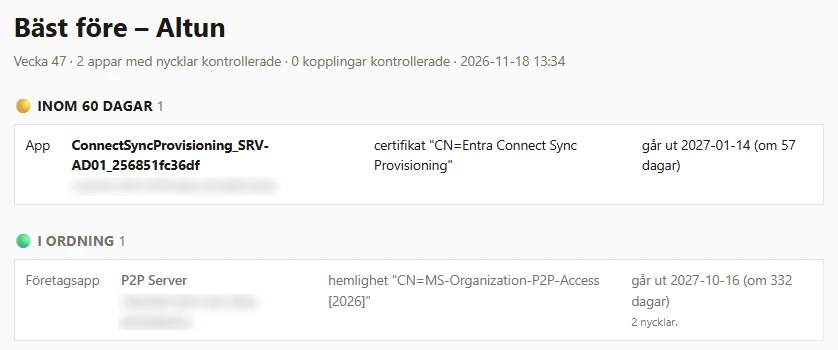 Bäst före – Altun
Vecka 47 · 2 appar med nycklar kontrollerade · 0 kopplingar kontrollerade · 2026-11-18 13:34
INOM 60 DAGAR 1
App
ConnectSyncProvisioning_SRV-
AD01_256851fc36df
certifikat "CN=Entra Connect Sync
Provisioning"
går ut 2027-01-14 (om 57
dagar)
I ORDNING 1
Företagsapp
P2P Server
hemlighet "CN=MS-Organization-P2P-Access
[2026]"
går ut 2027-10-16 (om 332
dagar)
2 nycklar.